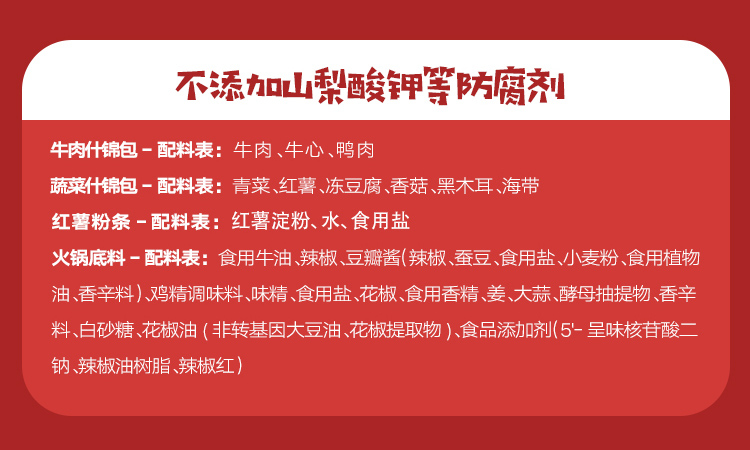 不添加山梨酸钾等防腐剂
牛肉什锦包-配料表：牛肉、牛心、鸭肉
蔬菜什锦包-配料表：青菜、红薯、冻豆腐、香菇、黑木耳、海带
红薯粉条-配料表：红薯淀粉、水、食用盐
火锅底料-配料表：食用牛油、辣椒、豆瓣酱(辣椒、蚕豆、食用盐、小麦粉、食用植物
油、香辛料)、鸡精调味料、味精、食用盐、花椒、食用香精、姜、大蒜、酵母抽提物、香辛
料、白砂糖、花椒油(非转基因大豆油、花椒提取物)、食品添加剂(5'-呈味核苷酸二
钠、辣椒油树脂、辣椒红)